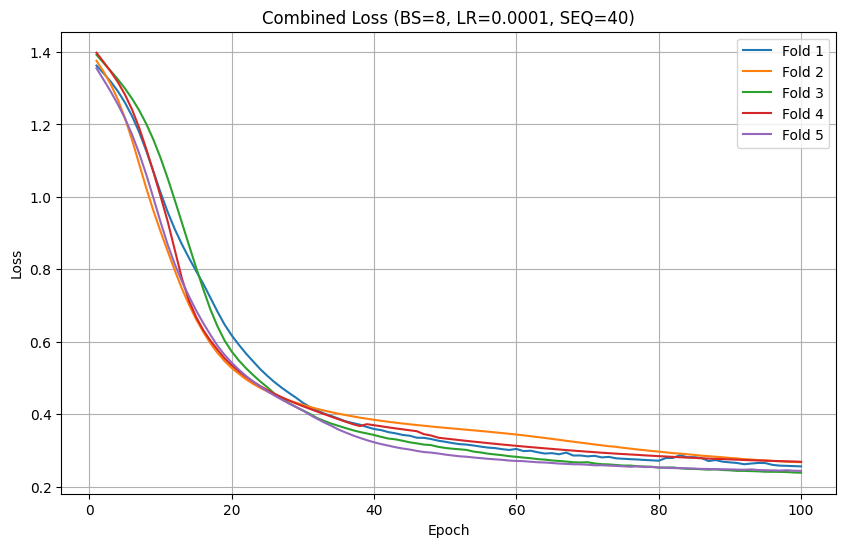 Combined Loss (BS=8, LR=0.0001, SEQ=40)
Fold 1
Fold 2
Fold 3
Fold 4
Fold 5
Loss
1.4
1.2
1.0
0.8
0.6
0.4
0.2
0 20 40 60 80 100
Epoch